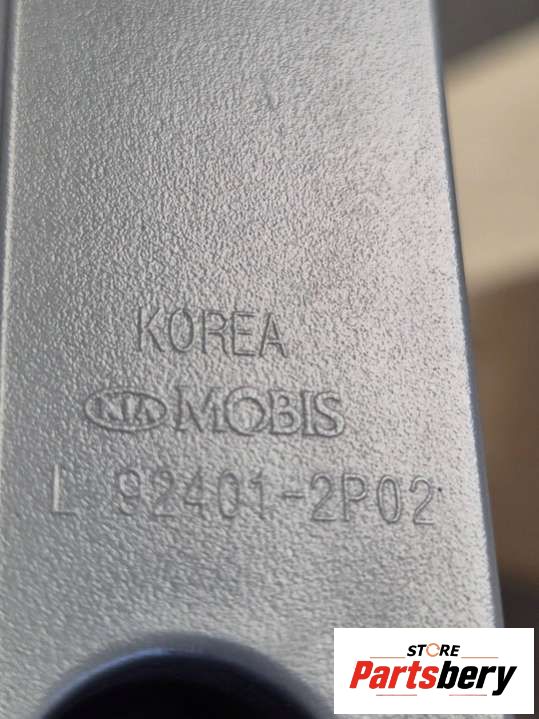 KOREA
KIA MOBIS
L 92401-2P02
STORE
Partsbery